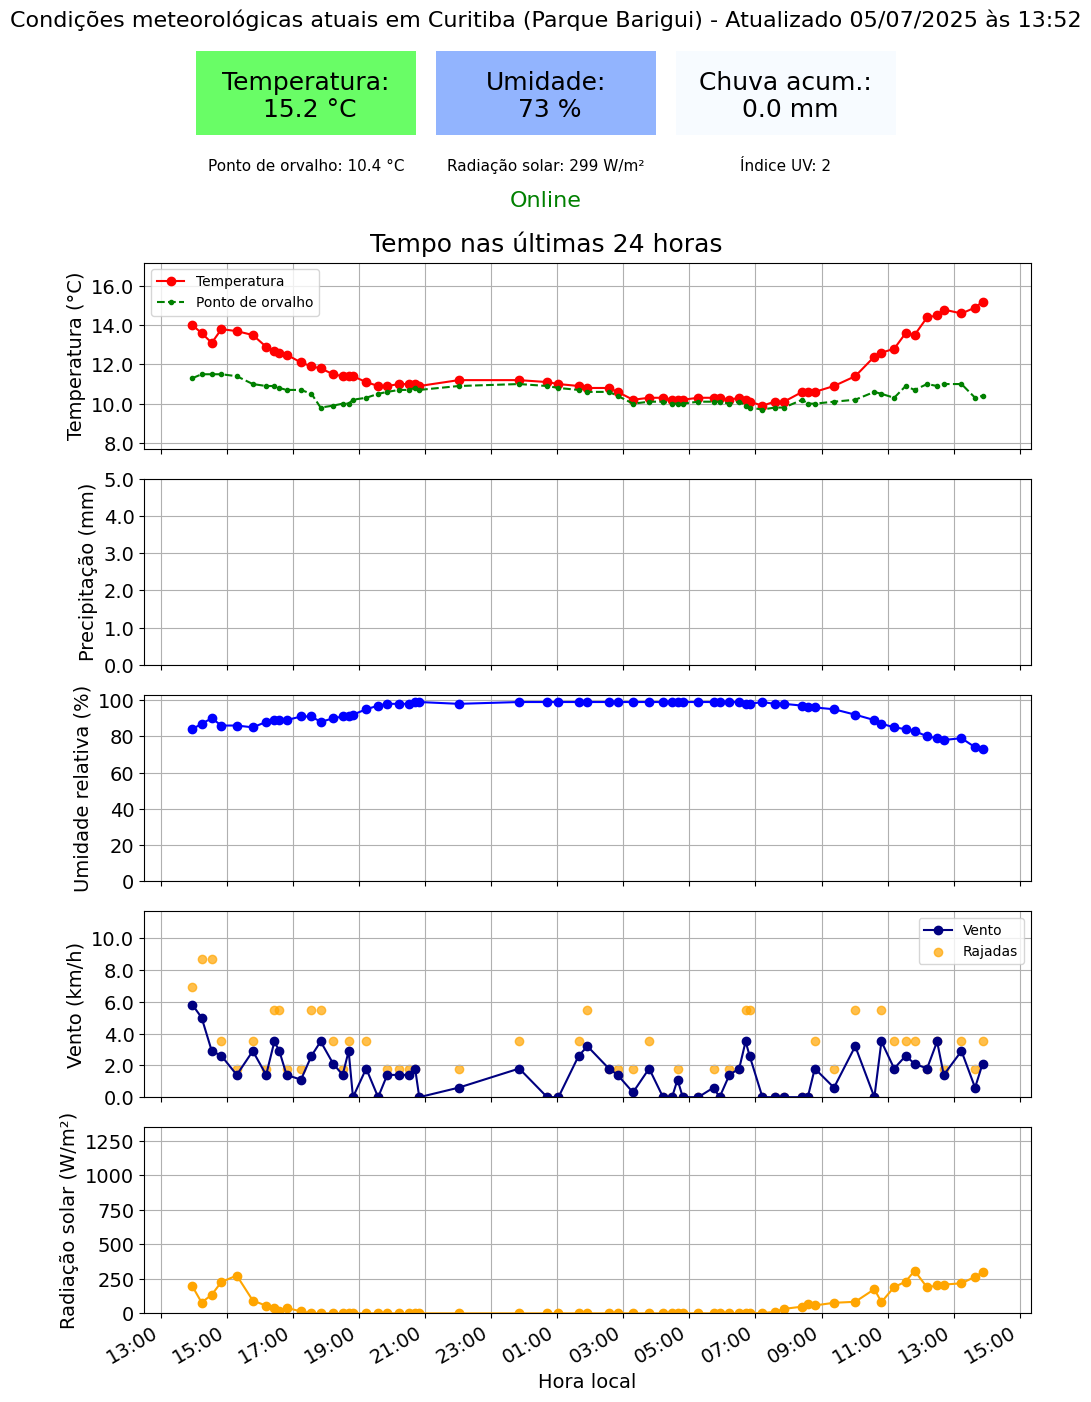 Condições meteorológicas atuais em Curitiba (Parque Barigui) - Atualizado 05/07/2025 às 13:52
Temperatura:
15.2 °C
Umidade:
73 %
Chuva acum.:
0.0 mm
Ponto de orvalho: 10.4 °C
Radiação solar: 299 W/m²
Índice UV: 2
Online
Tempo nas últimas 24 horas
Temperatura (°C)
16.0
14.0
12.0
10.0
8.0
Temperatura
Ponto de orvalho
Precipitação (mm)
5.0
4.0
3.0
2.0
1.0
0.0
Umidade relativa (%)
100
80
60
40
20
0
Vento (km/h)
10.0
8.0
6.0
4.0
2.0
0.0
Vento
Rajadas
Radiação solar (W/m²)
1250
1000
750
500
250
0
13:00
15:00
17:00
19:00
21:00
23:00
01:00
03:00
05:00
07:00
09:00
11:00
13:00
15:00
Hora local